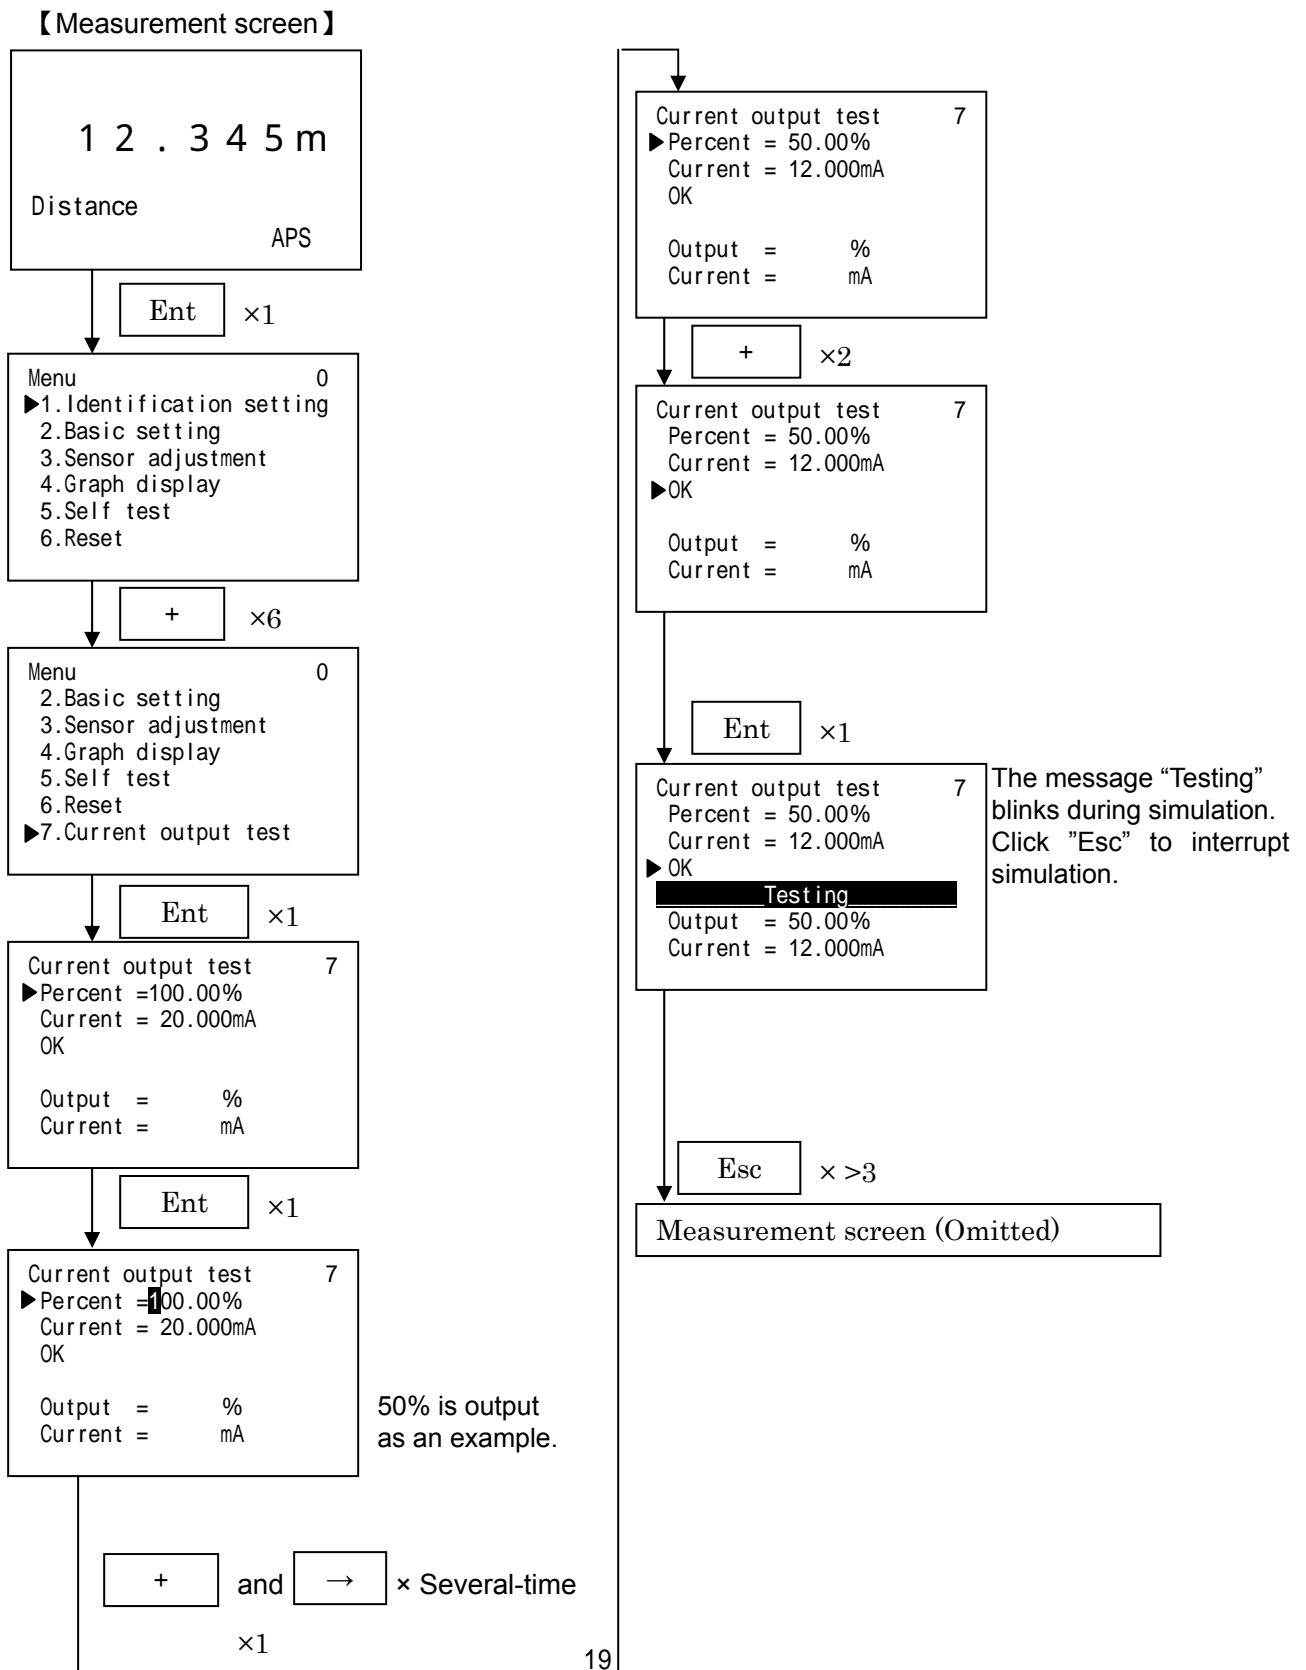 【Measurement screen】
12.345m
Distance
APS
Ent ×1
Menu 0
▶1.Identification setting
2.Basic setting
3.Sensor adjustment
4.Graph display
5.Self test
6.Reset
+ ×6
Menu 0
2.Basic setting
3.Sensor adjustment
4.Graph display
5.Self test
6.Reset
▶7.Current output test
Ent ×1
Current output test 7
▶Percent =100.00%
Current = 20.000mA
OK
Output = %
Current = mA
Ent ×1
Current output test 7
▶Percent =100.00%
Current = 20.000mA
OK
Output = %
Current = mA
50% is output
as an example.
+ and → × Several-time
×1
Current output test 7
▶Percent = 50.00%
Current = 12.000mA
OK
Output = %
Current = mA
+ ×2
Current output test 7
Percent = 50.00%
Current = 12.000mA
▶OK
Output = %
Current = mA
Ent ×1
Current output test 7
Percent = 50.00%
Current = 12.000mA
▶OK
Testing
Output = 50.00%
Current = 12.000mA
The message “Testing”
blinks during simulation.
Click ”Esc” to interrupt
simulation.
Esc × >3
Measurement screen (Omitted)
19